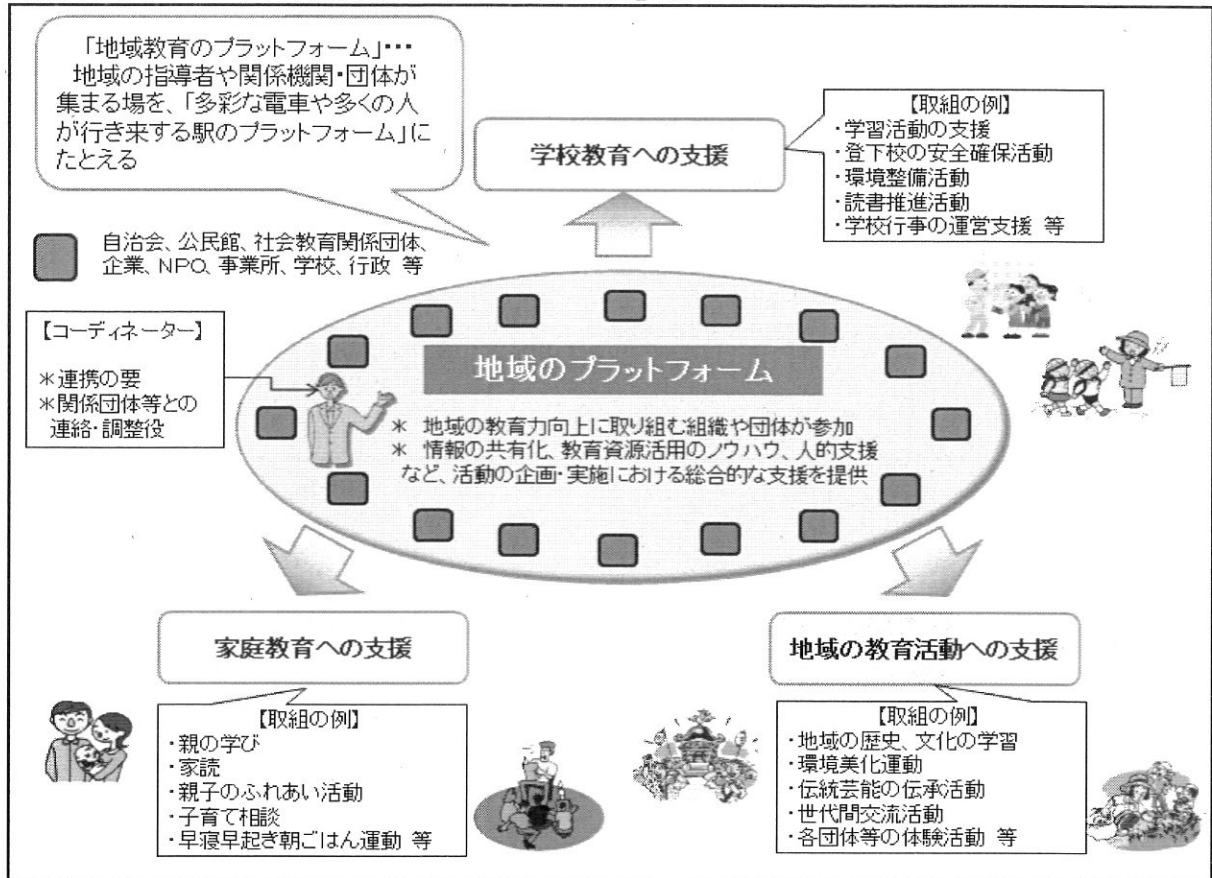 「地域教育のプラットフォーム」･･･
地域の指導者や関係機関・団体が
集まる場を、「多彩な電車や多くの人
が行き来する駅のプラットフォーム」に
たとえる
学校教育への支援
【取組の例】
・学習活動の支援
・登下校の安全確保活動
・環境整備活動
・読書推進活動
・学校行事の運営支援 等
自治会、公民館、社会教育関係団体、
企業、NPO、事業所、学校、行政 等
【コーディネーター】
＊連携の要
＊関係団体等との
連絡・調整役
地域のプラットフォーム
＊ 地域の教育力向上に取り組む組織や団体が参加
＊ 情報の共有化、教育資源活用のノウハウ、人的支援
など、活動の企画・実施における総合的な支援を提供
家庭教育への支援
【取組の例】
・親の学び
・家読
・親子のふれあい活動
・子育て相談
・早寝早起き朝ごはん運動 等
地域の教育活動への支援
【取組の例】
・地域の歴史、文化の学習
・環境美化運動
・伝統芸能の伝承活動
・世代間交流活動
・各団体等の体験活動 等